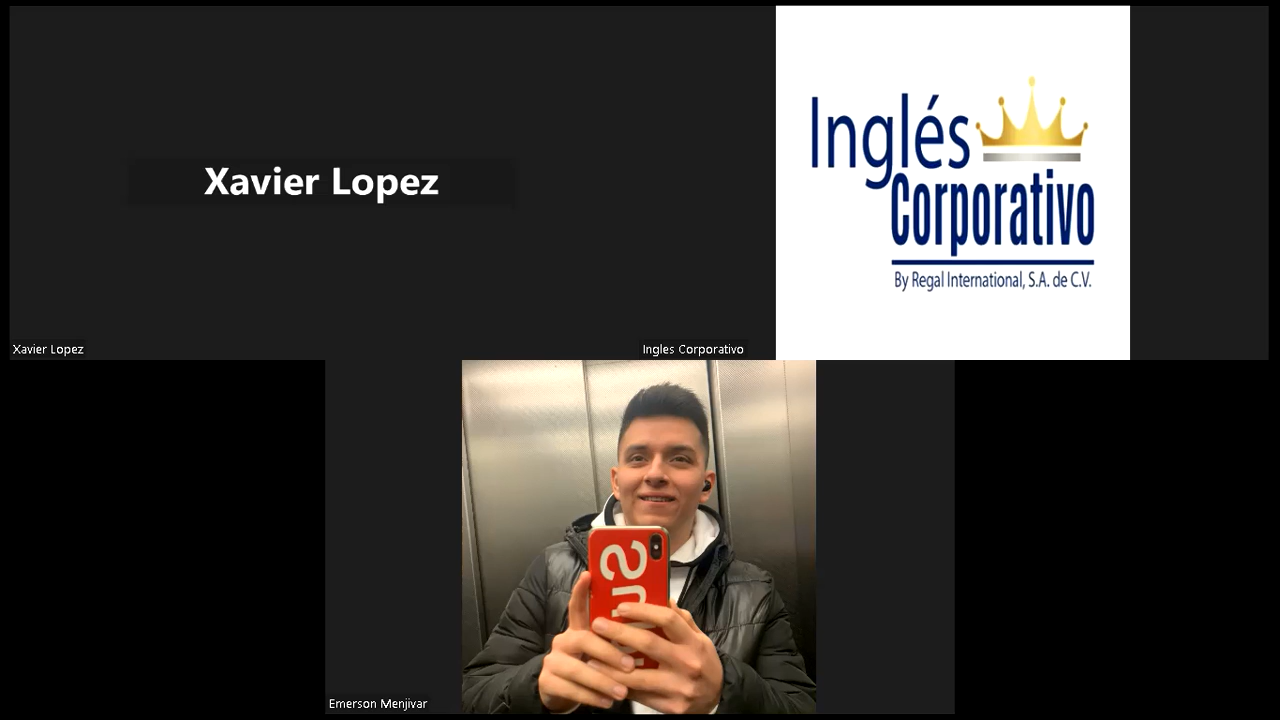 Xavier Lopez
Xavier Lopez
Inglés
Corporativo
By Regal International, S.A. de C.V.
Ingles Corporativo
Emerson Menjivar